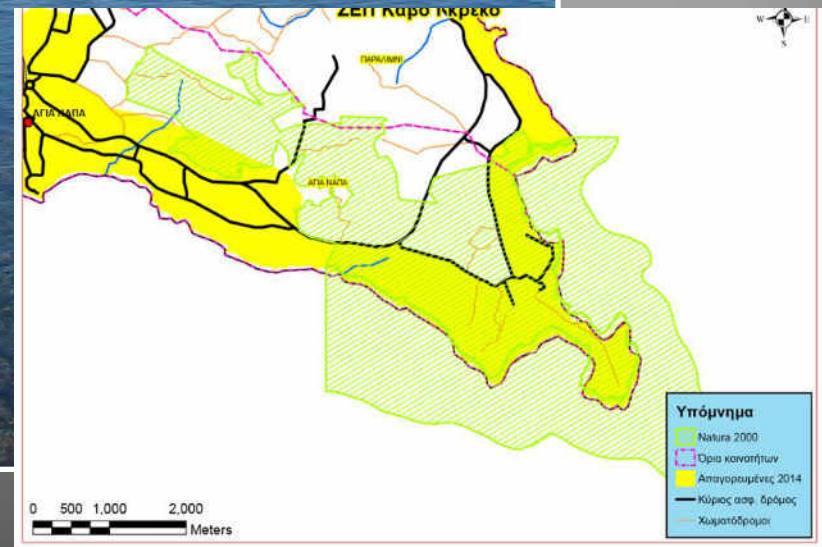 ΖΕΠ Κάβο Γκρέκο
W E
S
ΠΑΡΑΛΙΜΝΙ
ΑΓΙΑ ΝΑΠΑ
ΑΓΙΑ ΝΑΠΑ
Υπόμνημα
Natura 2000
Όρια κοινοτήτων
Απαγορευμένες 2014
Κύριος ασφ. δρόμος
Χωματόδρομοι
0 500 1,000 2,000
Meters